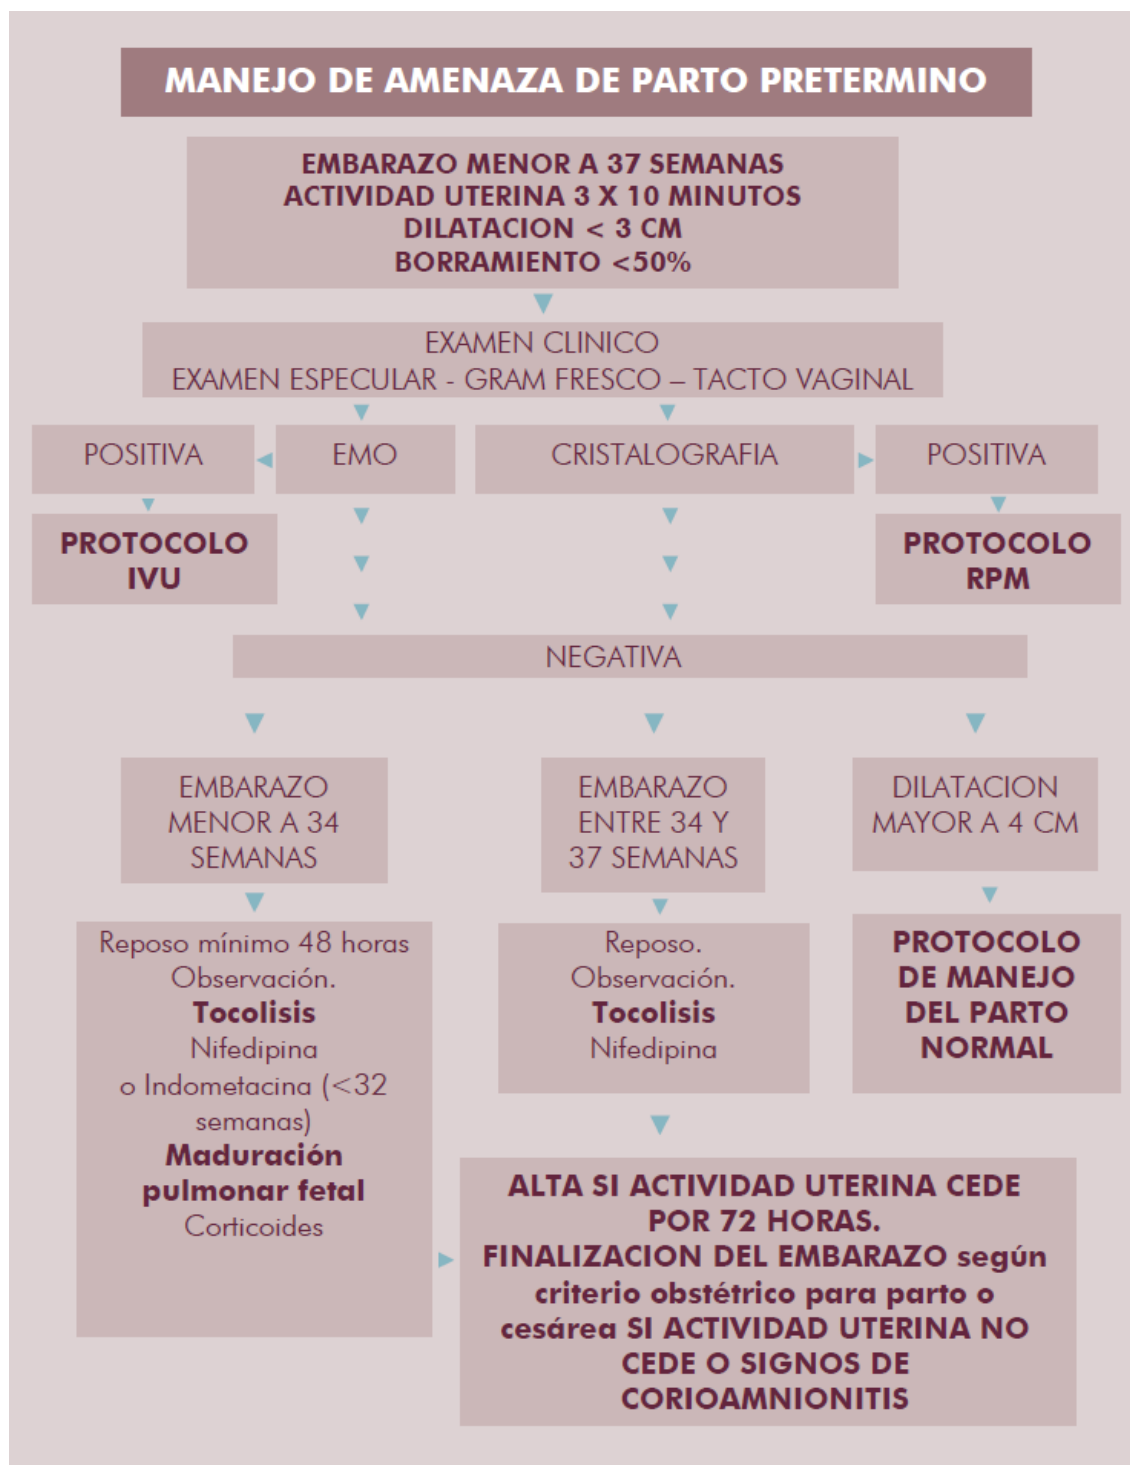 MANEJO DE AMENAZA DE PARTO PRETERMINO
EMBARAZO MENOR A 37 SEMANAS
ACTIVIDAD UTERINA 3 X 10 MINUTOS
DILATACION < 3 CM
BORRAMIENTO <50%
EXAMEN CLINICO
EXAMEN ESPECULAR - GRAM FRESCO – TACTO VAGINAL
POSITIVA
EMO
CRISTALOGRAFIA
POSITIVA
PROTOCOLO
IVU
PROTOCOLO
RPM
NEGATIVA
EMBARAZO
MENOR A 34
SEMANAS
EMBARAZO
ENTRE 34 Y
37 SEMANAS
DILATACION
MAYOR A 4 CM
Reposo mínimo 48 horas
Observación.
Tocolisis
Nifedipina
o Indometacina (<32
semanas)
Maduración
pulmonar fetal
Corticoides
Reposo.
Observación.
Tocolisis
Nifedipina
PROTOCOLO
DE MANEJO
DEL PARTO
NORMAL
ALTA SI ACTIVIDAD UTERINA CEDE
POR 72 HORAS.
FINALIZACION DEL EMBARAZO según
criterio obstétrico para parto o
cesárea SI ACTIVIDAD UTERINA NO
CEDE O SIGNOS DE
CORIOAMNIONITIS